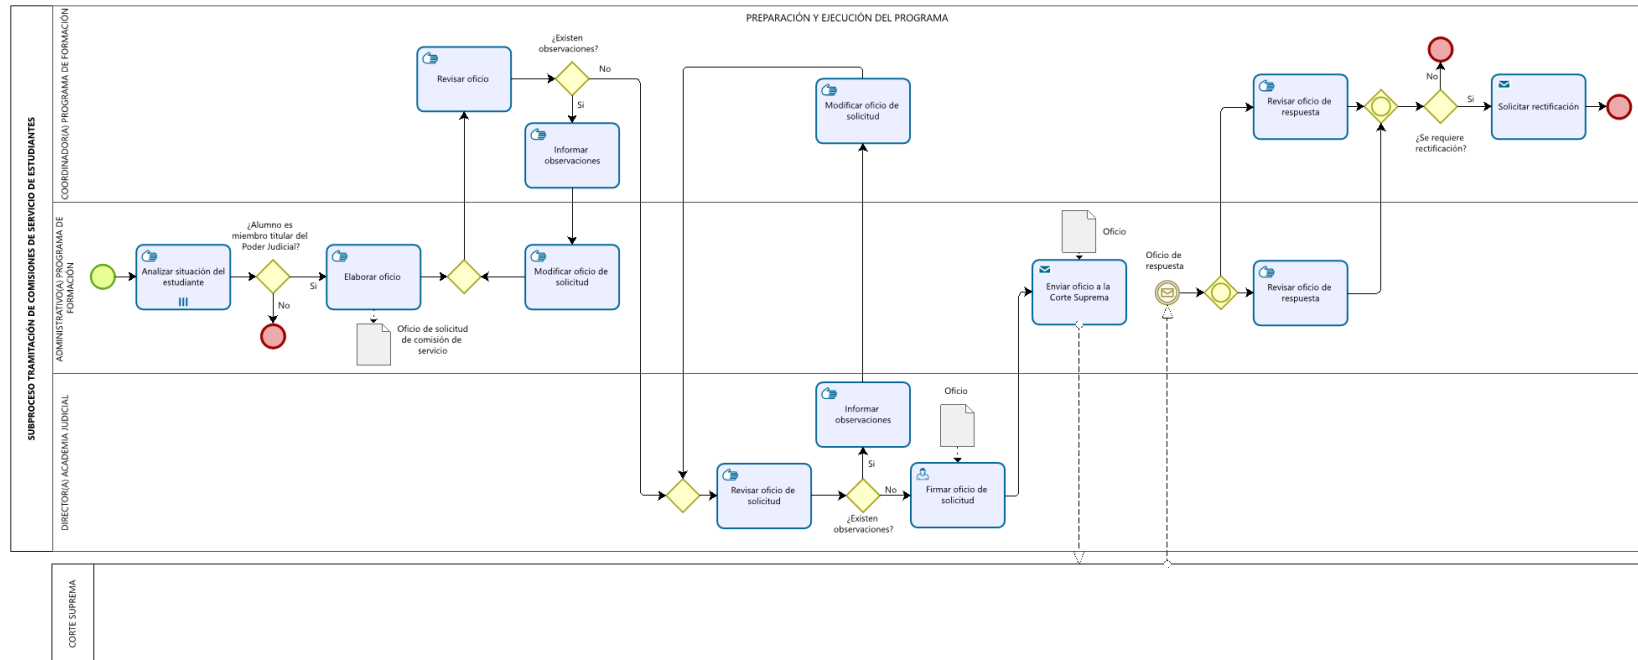 PREPARACIÓN Y EJECUCIÓN DEL PROGRAMA
SUBPROCESO TRAMITACIÓN DE COMISIONES DE SERVICIO DE ESTUDIANTES
COORDINADOR(A) PROGRAMA DE FORMACIÓN
Revisar oficio
¿Existen
observaciones?
No
Si
Informar
observaciones
Modificar oficio de
solicitud
Revisar oficio de
respuesta
No
Si
¿Se requiere
rectificación?
Solicitar rectificación
ADMINISTRATIVO(A) PROGRAMA DE
FORMACIÓN
Analizar situación del
estudiante
¿Alumno es
miembro titular del
Poder Judicial?
Si
No
Elaborar oficio
Oficio de solicitud
de comisión de
servicio
Modificar oficio de
solicitud
Oficio
Enviar oficio a la
Corte Suprema
Oficio de
respuesta
Revisar oficio de
respuesta
DIRECTOR(A) ACADEMIA JUDICIAL
Revisar oficio de
solicitud
Informar
observaciones
Si
No
¿Existen
observaciones?
Oficio
Firmar oficio de
solicitud
CORTE SUPREMA